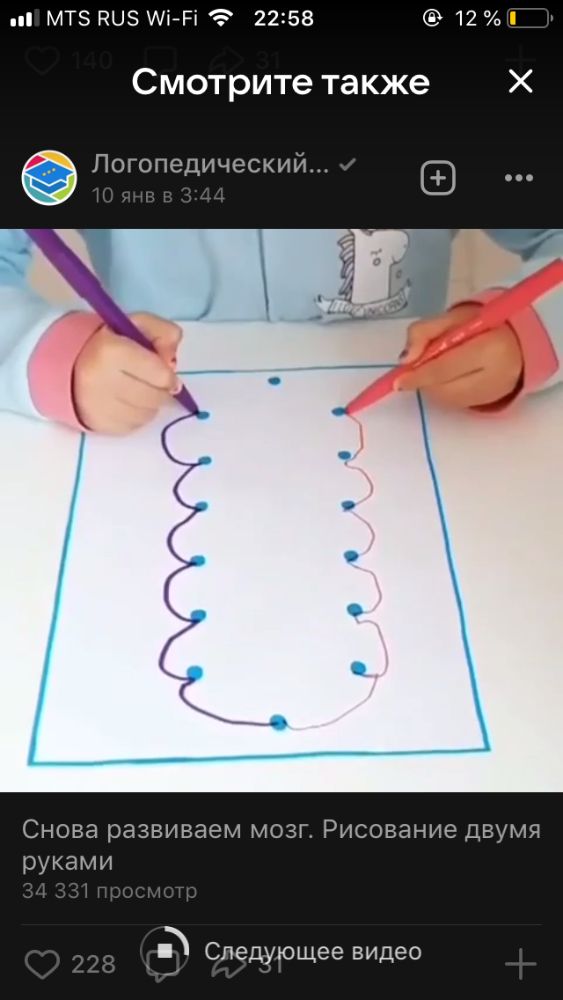 MTS RUS Wi-Fi 22:58 12 %
140 31
Смотрите также
Логопедический...
10 янв в 3:44
Снова развиваем мозг. Рисование двумя
руками
34 331 просмотр
228 31 Следующее видео